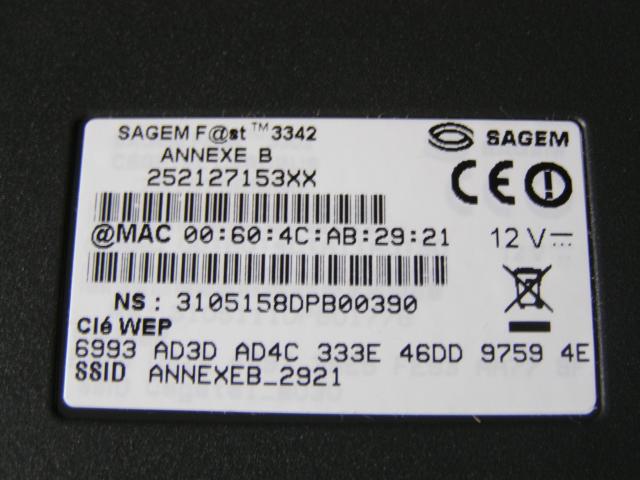 SAGEM F@st™3342
SAGEM
ANNEXE B
252127153XX
CE
@MAC 00:60:4C:AB:29:21
12 V
NS : 3105158DPB00390
Clé WEP
6993 AD3D AD4C 333E 46DD 9759 4E
SSID ANNEXEB_2921